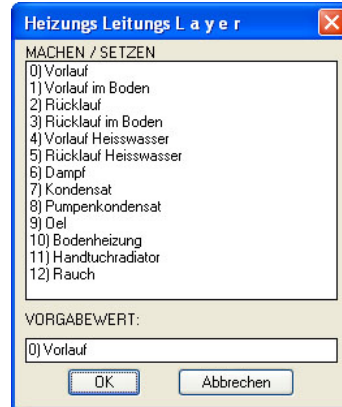 Heizungs Leitungs L a y e r
MACHEN / SETZEN
0) Vorlauf
1) Vorlauf im Boden
2) Rücklauf
3) Rücklauf im Boden
4) Vorlauf Heisswasser
5) Rücklauf Heisswasser
6) Dampf
7) Kondensat
8) Pumpenkondensat
9) Oel
10) Bodenheizung
11) Handtuchradiator
12) Rauch
VORGABEWERT:
0) Vorlauf
OK Abbrechen